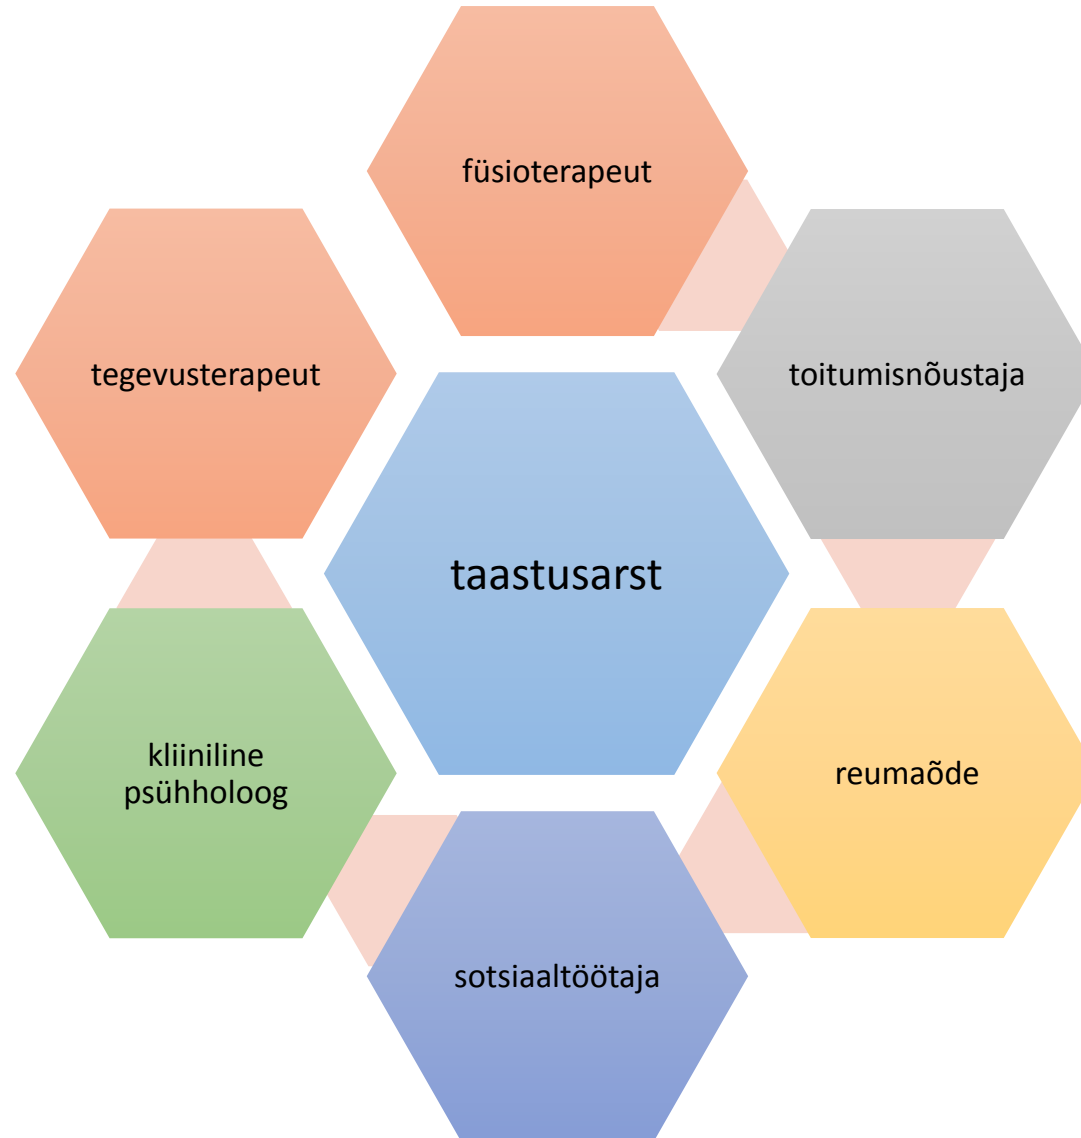 füsioterapeut
tegevusterapeut
toitumisnõustaja
taastusarst
kliiniline
psühholoog
reumaõde
sotsiaaltöötaja